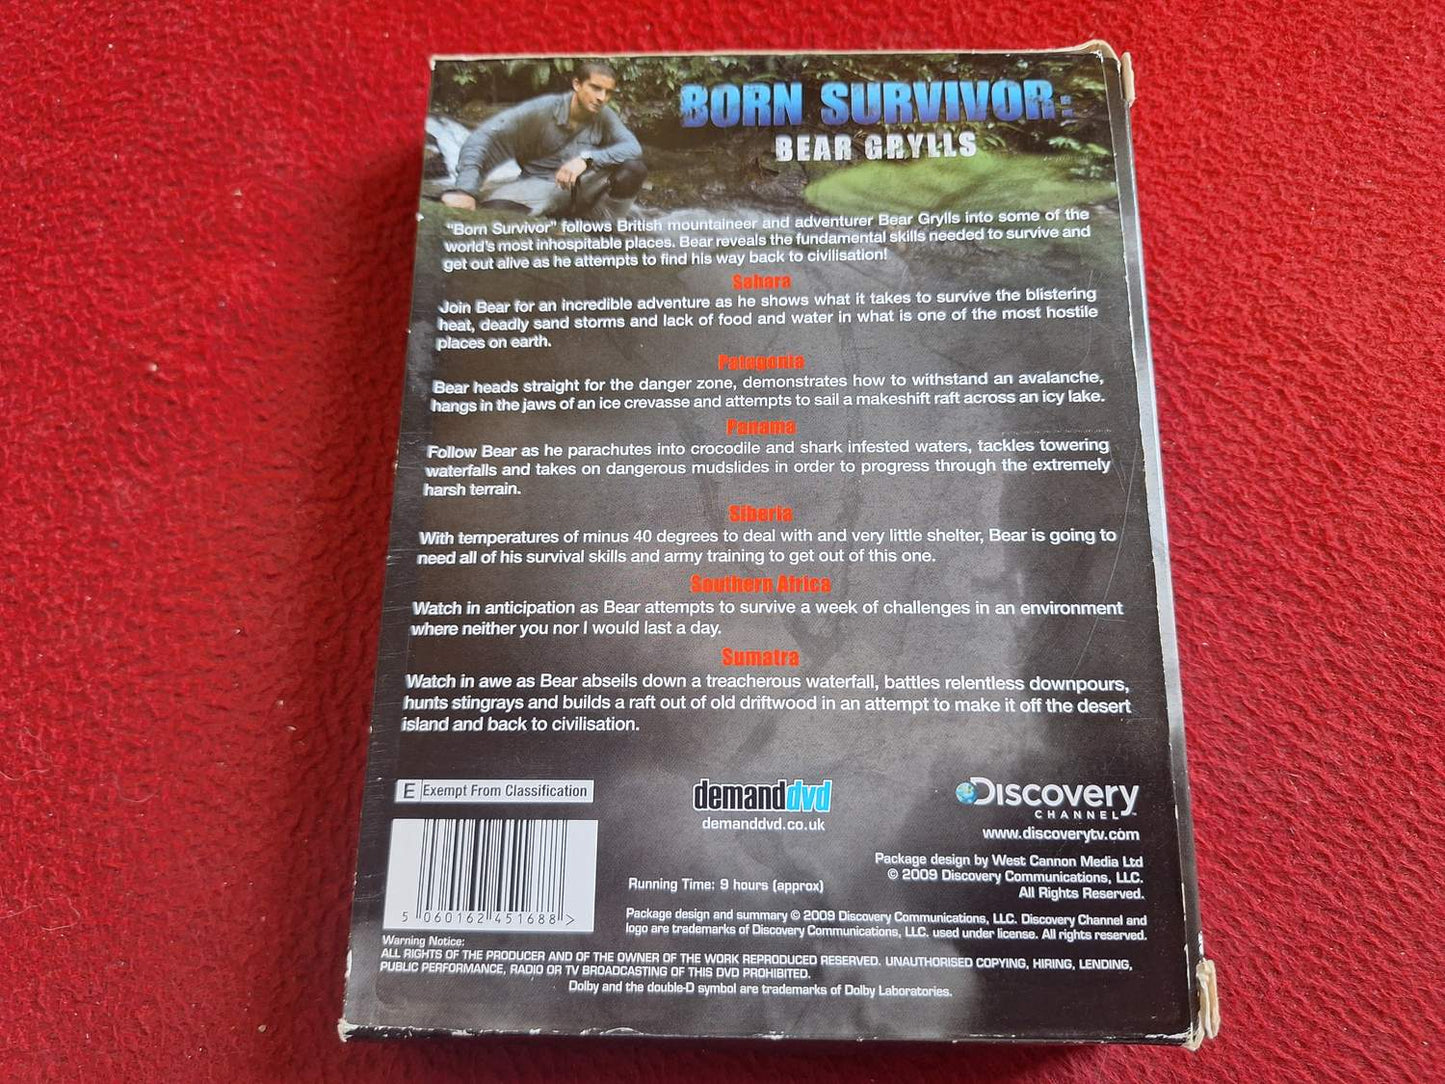 BORN SURVIVOR:
BEAR GRYLLS
"Born Survivor" follows British mountaineer and adventurer Bear Grylls into some of the
world's most inhospitable places. Bear reveals the fundamental skills needed to survive and
get out alive as he attempts to find his way back to civilisation!
Sahara
Join Bear for an incredible adventure as he shows what it takes to survive the blistering
heat, deadly sand storms and lack of food and water in what is one of the most hostile
places on earth.
Patagonia
Bear heads straight for the danger zone, demonstrates how to withstand an avalanche,
hangs in the jaws of an ice crevasse and attempts to sail a makeshift raft across an icy lake.
Panama
Follow Bear as he parachutes into crocodile and shark infested waters, tackles towering
waterfalls and takes on dangerous mudslides in order to progress through the extremely
harsh terrain.
Siberia
With temperatures of minus 40 degrees to deal with and very little shelter, Bear is going to
need all of his survival skills and army training to get out of this one.
Southern Africa
Watch in anticipation as Bear attempts to survive a week of challenges in an environment
where neither you nor I would last a day.
Sumatra
Watch in awe as Bear abseils down a treacherous waterfall, battles relentless downpours,
hunts stingrays and builds a raft out of old driftwood in an attempt to make it off the desert
island and back to civilisation.
E Exempt From Classification
demanddvd
demanddvd.co.uk
Discovery
CHANNEL™
www.discoverytv.com
Package design by West Cannon Media Ltd
© 2009 Discovery Communications, LLC.
All Rights Reserved.
Running Time: 9 hours (approx)
Package design and summary © 2009 Discovery Communications, LLC. Discovery Channel and
logo are trademarks of Discovery Communications, LLC. used under license. All rights reserved.
5 060162 451688 >
Warning Notice:
ALL RIGHTS OF THE PRODUCER AND OF THE OWNER OF THE WORK REPRODUCED RESERVED. UNAUTHORISED COPYING, HIRING, LENDING,
PUBLIC PERFORMANCE, RADIO OR TV BROADCASTING OF THIS DVD PROHIBITED.
Dolby and the double-D symbol are trademarks of Dolby Laboratories.